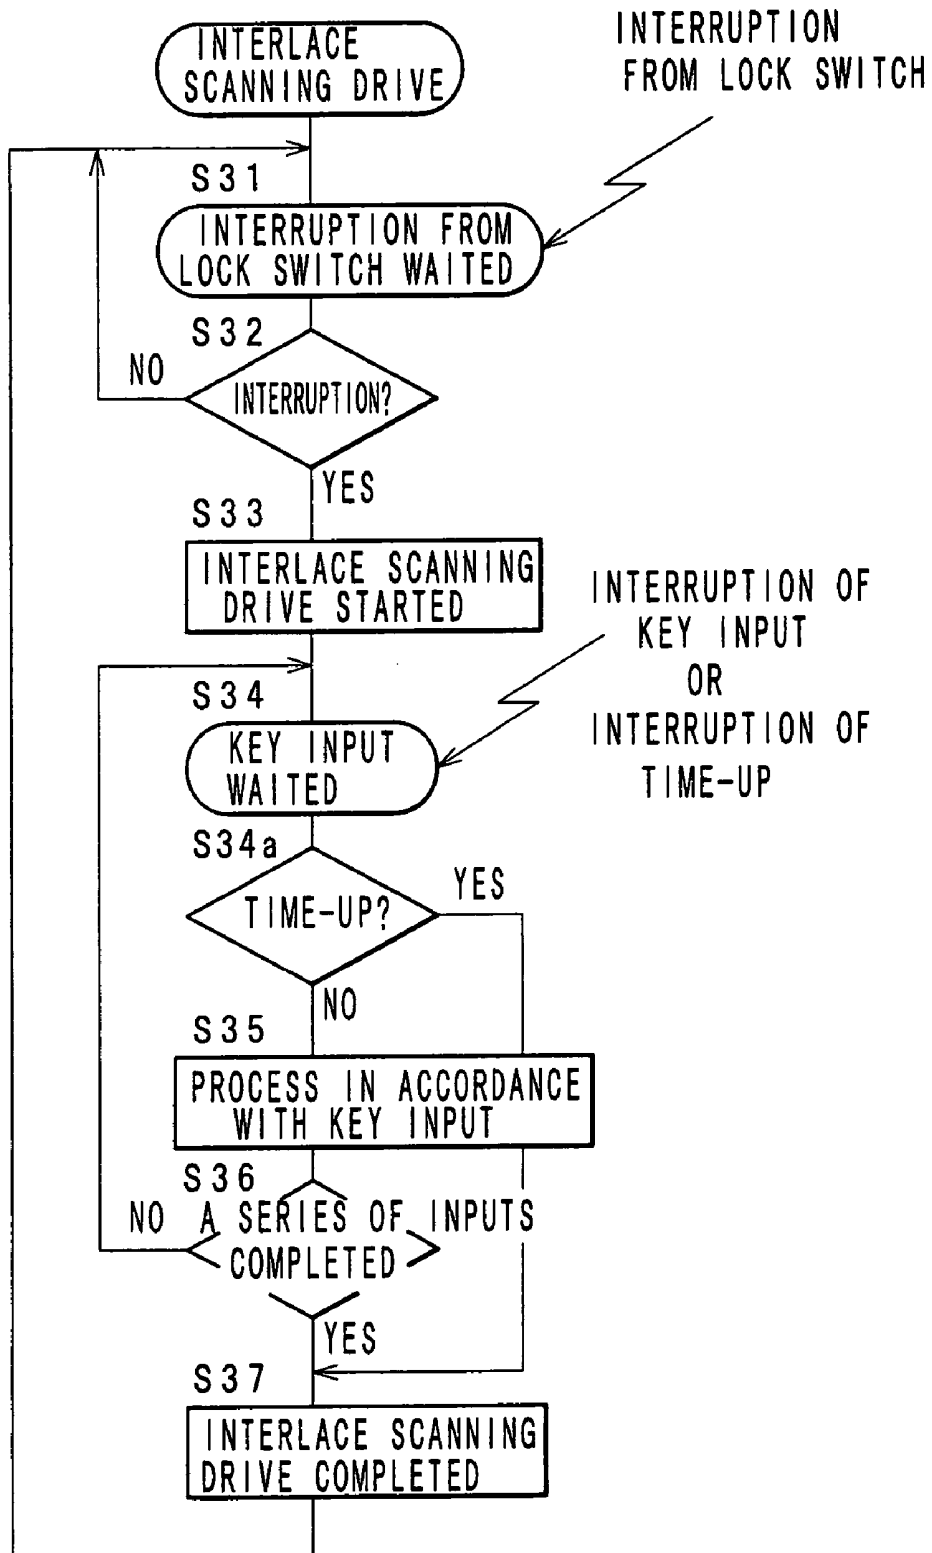 INTERLACE
SCANNING DRIVE
INTERRUPTION
FROM LOCK SWITCH
S31
INTERRUPTION FROM
LOCK SWITCH WAITED
S32
NO
INTERRUPTION?
YES
S33
INTERLACE SCANNING
DRIVE STARTED
INTERRUPTION OF
KEY INPUT
OR
INTERRUPTION OF
TIME-UP
S34
KEY INPUT
WAITED
S34a
YES
TIME-UP?
NO
S35
PROCESS IN ACCORDANCE
WITH KEY INPUT
S36
NO A SERIES OF INPUTS
COMPLETED
YES
S37
INTERLACE SCANNING
DRIVE COMPLETED